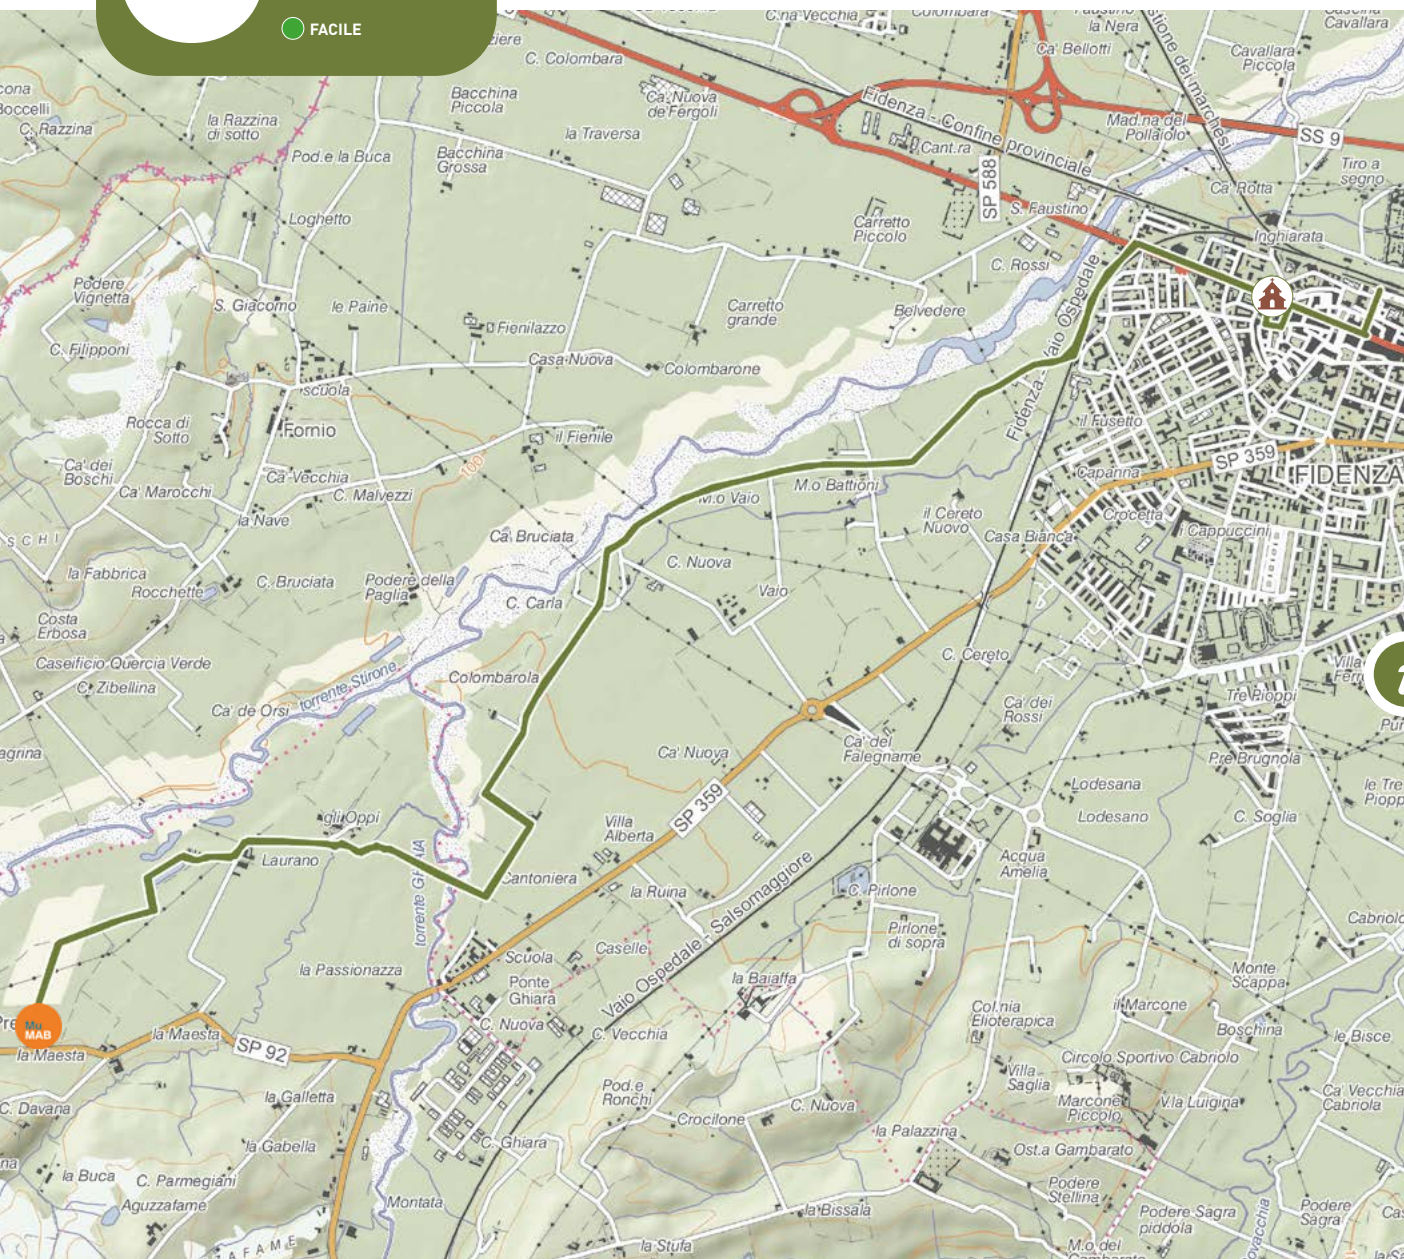 FACILE
C.na Vecchia
Colombara
la Nera
Cavallara
C. Colombara
Ca' Bellotti
Cavallara
Piccola
Bacchina
Piccola
Ca' Nuova
de'Fergoli
Fidenza - Confine provinciale
Mad.na del
Pollaiolo
SS 9
C. Razzina
la Razzina
di sotto
la Traversa
Cant.ra
Pod.e la Buca
Bacchina
Grossa
SP 588
Tiro a
segno
Ca' Rotta
Loghetto
Carretto
Piccolo
S. Faustino
Inghiarata
C. Rossi
Podere
Vignetta
S. Giacomo
le Paine
Carretto
grande
Belvedere
Fienilazzo
C. Filipponi
Casa Nuova
Colombarone
Fidenza - Vaio Ospedale
scuola
Rocca di
Sotto
Fornio
il Fienile
il Fusetto
SP 359
FIDENZA
100
Ca' dei
Boschi
Ca' Marocchi
Ca' Vecchia
C. Malvezzi
Capanna
M.o Vaio
M.o Battioni
la Nave
il Cereto
Nuovo
Crocetta
i Cappuccini
Casa Bianca
Ca' Bruciata
la Fabbrica
Rocchette
C. Bruciata
Podere della
Paglia
C. Nuova
Vaio
C. Carla
Costa
Erbosa
Caseificio Quercia Verde
C. Zibellina
Colombarola
C. Cereto
torrente Stirone
Ca' de Orsi
Tre Pioppi
Ca' dei
Rossi
Ca' Nuova
Ca' del
Falegname
P.re Brugnola
Lodesana
SP 359
gli Oppi
Villa
Alberta
Lodesano
C. Soglia
Laurano
torrente GHIAIA
Cantoniera
la Ruina
C. Pirlone
Acqua
Amelia
Pirlone
di sopra
Caselle
Vaio Ospedale - Salsomaggiore
la Passionazza
Scuola
Ponte
Ghiara
la Baiaffa
Monte
Scappa
Mu
MAB
la Maesta
la Maesta
SP 92
C. Nuova
C. Vecchia
Col.nia
Elioterapica
il Marcone
Boschina
le Bisce
Circolo Sportivo Cabriolo
Villa
Saglia
C. Davana
la Galletta
Pod.e
Ronchi
Crocilone
C. Nuova
Marcone
Piccolo
V.la Luigina
Ca' Vecchia
Cabriola
la Gabella
C. Ghiara
la Palazzina
Ost.a Gambarato
la Buca
C. Parmegiani
Aguzzafame
Montata
Podere
Stellina
la Bissala
Podere Sagra
piddola
Podere
Sagra
la Stufa
M.o del